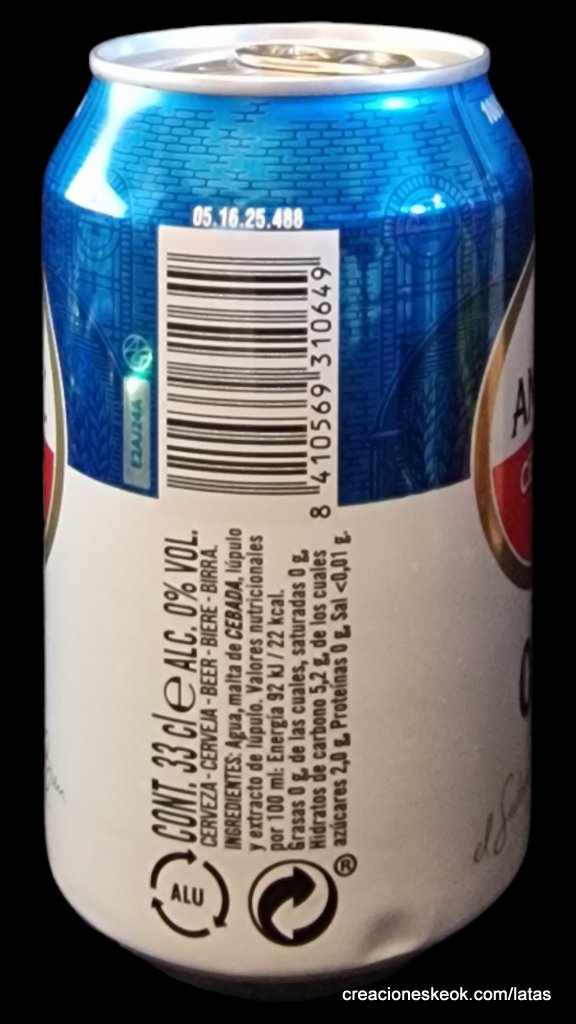 05.16.25.488
8 410569 310649
E2AJ24A
CONT. 33 cl e ALC. 0% VOL.
CERVEZA - CERVEJA - BEER - BIERE - BIRRA.
INGREDIENTES: Agua, malta de CEBADA, lúpulo
y extracto de lúpulo. Valores nutricionales
por 100 ml: Energía 92 kJ / 22 kcal.
Grasas 0 g, de las cuales, saturadas 0 g,
Hidratos de carbono 5,2 g, de los cuales
azúcares 2,0 g, Proteínas 0 g, Sal <0,01 g.
ALU
®
creacioneskeok.com/latas